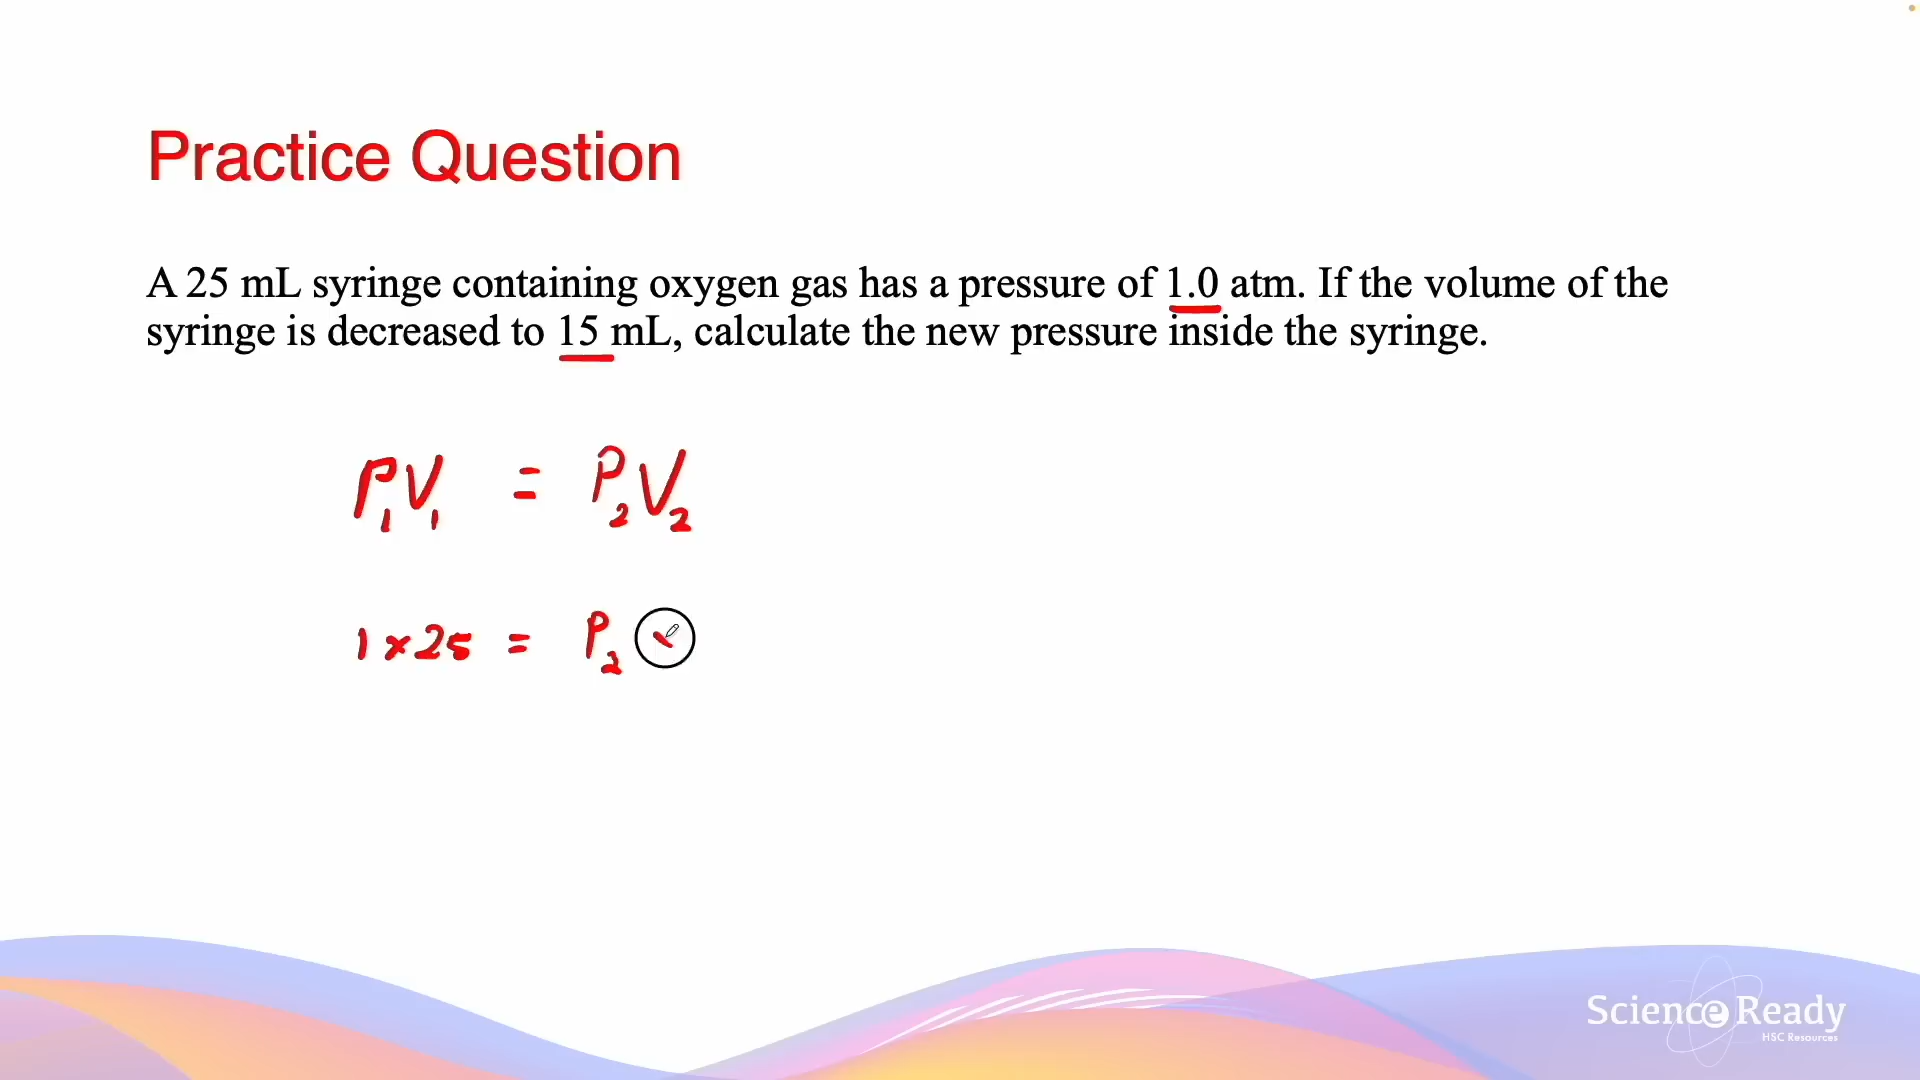 Practice Question
A 25 mL syringe containing oxygen gas has a pressure of 1.0 atm. If the volume of the
syringe is decreased to 15 mL, calculate the new pressure inside the syringe.
P₁V₁ = P₂V₂
1 × 25 = P₂
Science Ready
HSC Resources